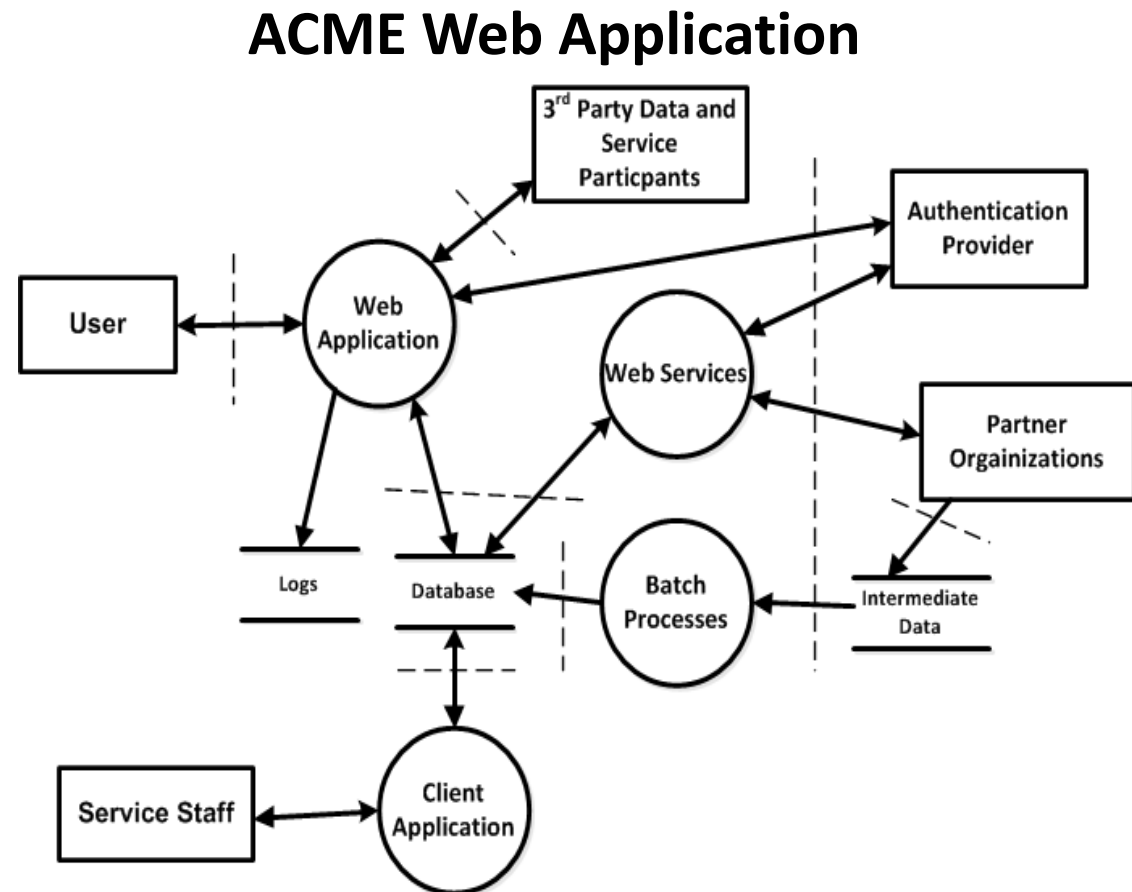 ACME Web Application
3rd Party Data and
Service
Particpants
Authentication
Provider
User
Web
Application
Web Services
Partner
Orgainizations
Logs
Database
Batch
Processes
Intermediate
Data
Service Staff
Client
Application